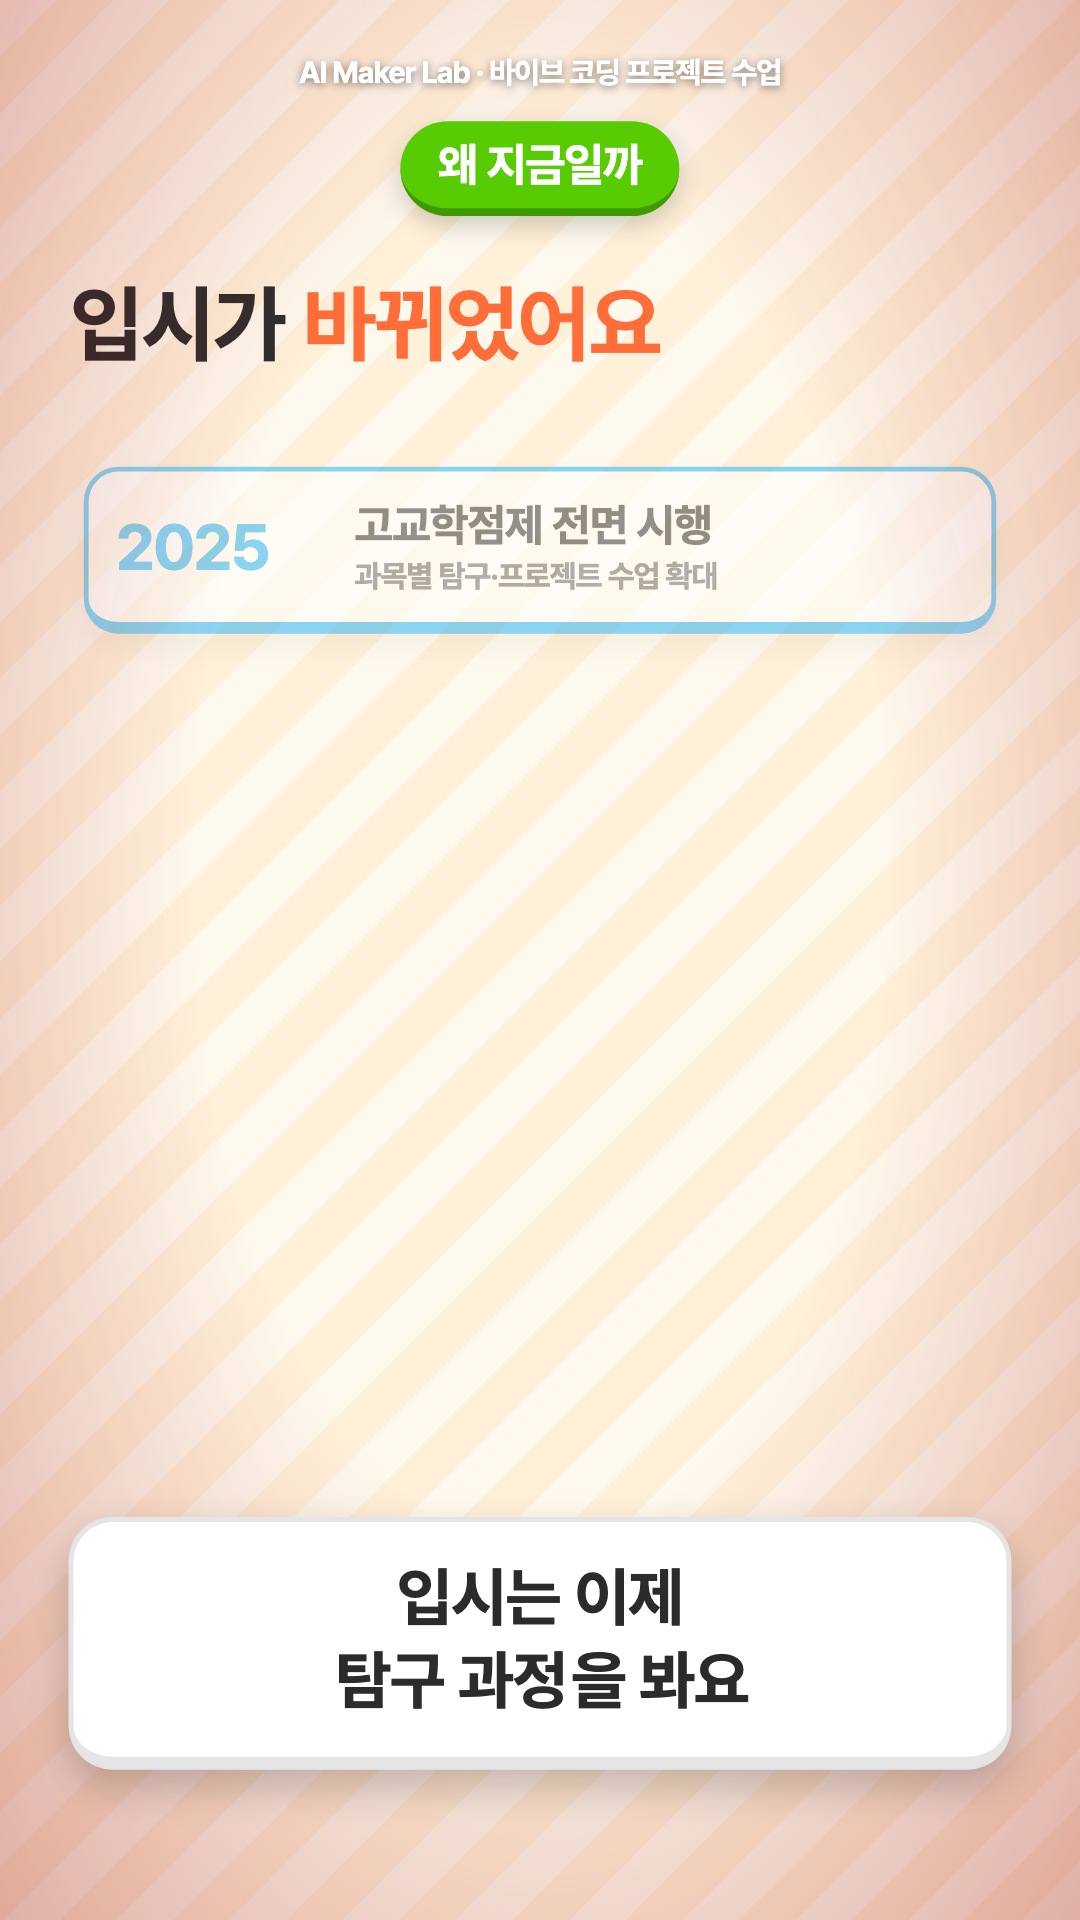 AI Maker Lab · 바이브 코딩 프로젝트 수업
왜 지금일까
입시가 바뀌었어요
2025
고교학점제 전면 시행
과목별 탐구·프로젝트 수업 확대
입시는 이제
탐구 과정을 봐요